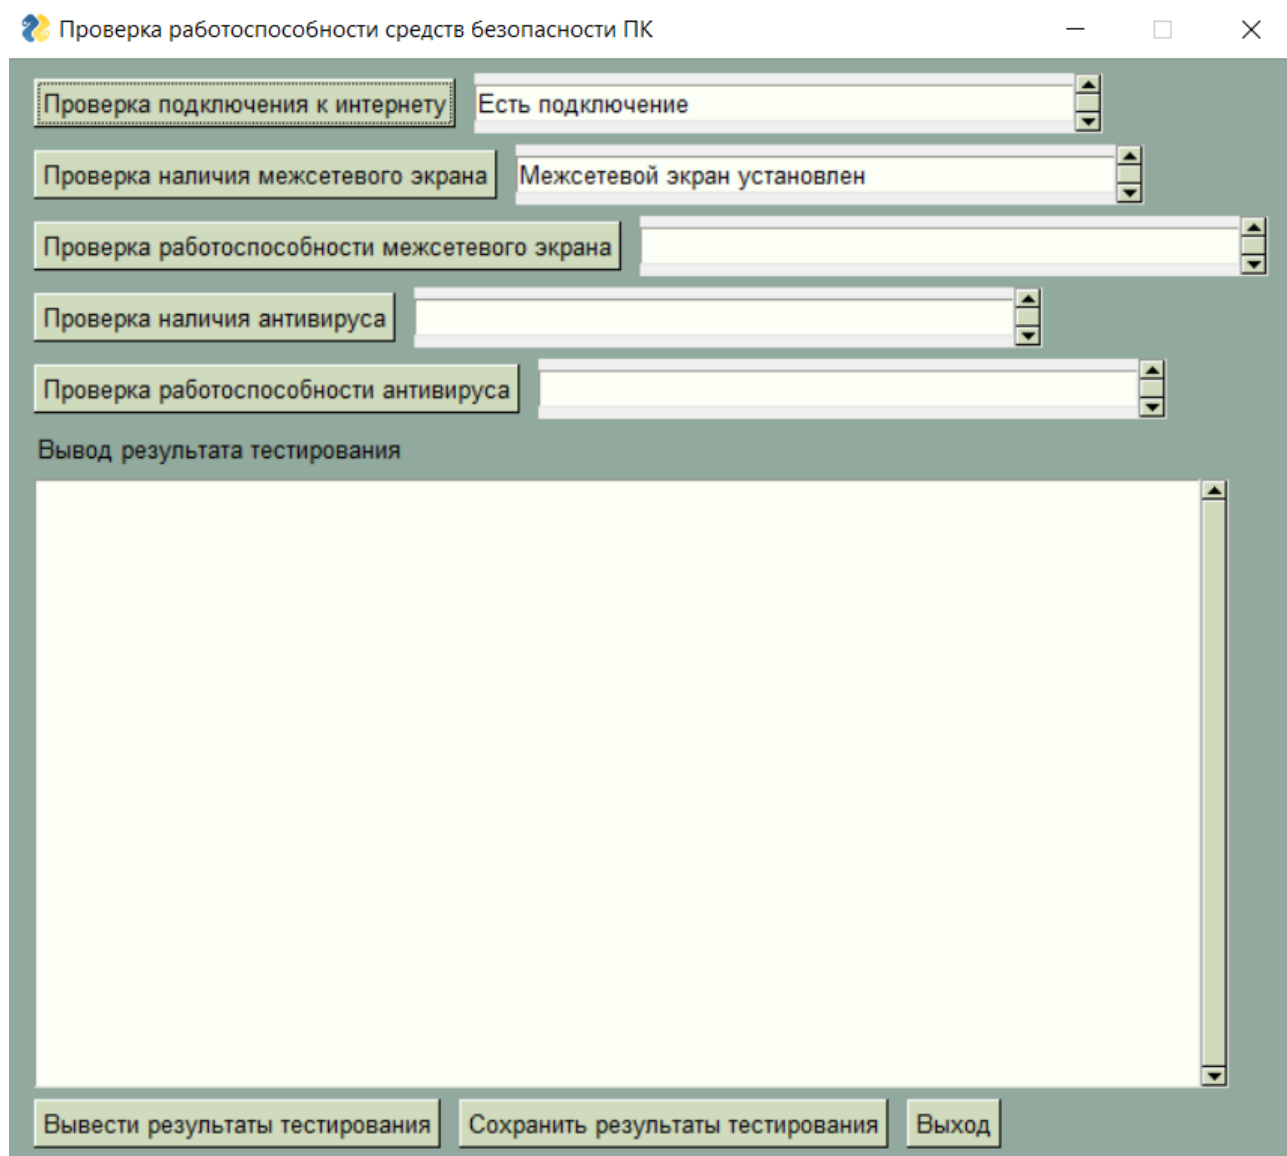 Проверка работоспособности средств безопасности ПК
Проверка подключения к интернету
Есть подключение
Проверка наличия межсетевого экрана
Межсетевой экран установлен
Проверка работоспособности межсетевого экрана
Проверка наличия антивируса
Проверка работоспособности антивируса
Вывод результата тестирования
Вывести результаты тестирования
Сохранить результаты тестирования
Выход